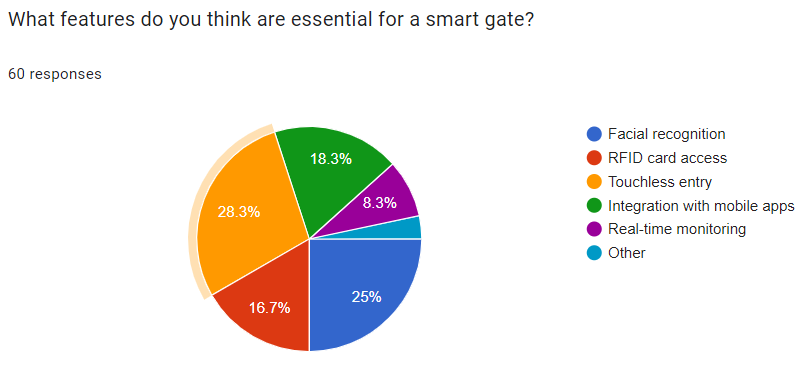 What features do you think are essential for a smart gate?
60 responses
18.3%
8.3%
28.3%
25%
16.7%
Facial recognition
RFID card access
Touchless entry
Integration with mobile apps
Real-time monitoring
Other